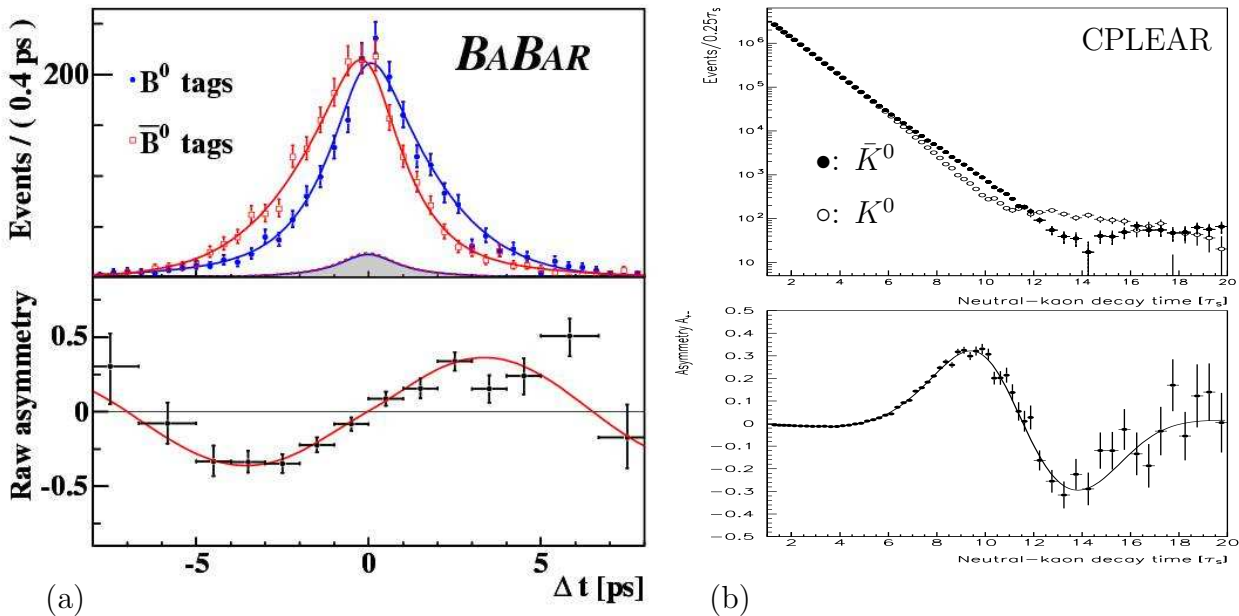 BABAR
B⁰ tags
B̅⁰ tags
Events / ( 0.4 ps )
200
Raw asymmetry
0.5
0
-0.5
-5 0 5
Δ t [ps]
(a)
CPLEAR
Events/0.25τₛ
10⁶
10⁵
10⁴
10³
10²
10
●: K̄⁰
○: K⁰
2 4 6 8 10 12 14 16 18 20
Neutral-kaon decay time [τₛ]
Asymmetry A₊₋
0.5
0.4
0.3
0.2
0.1
0
-0.1
-0.2
-0.3
-0.4
-0.5
2 4 6 8 10 12 14 16 18 20
Neutral-kaon decay time [τₛ]
(b)